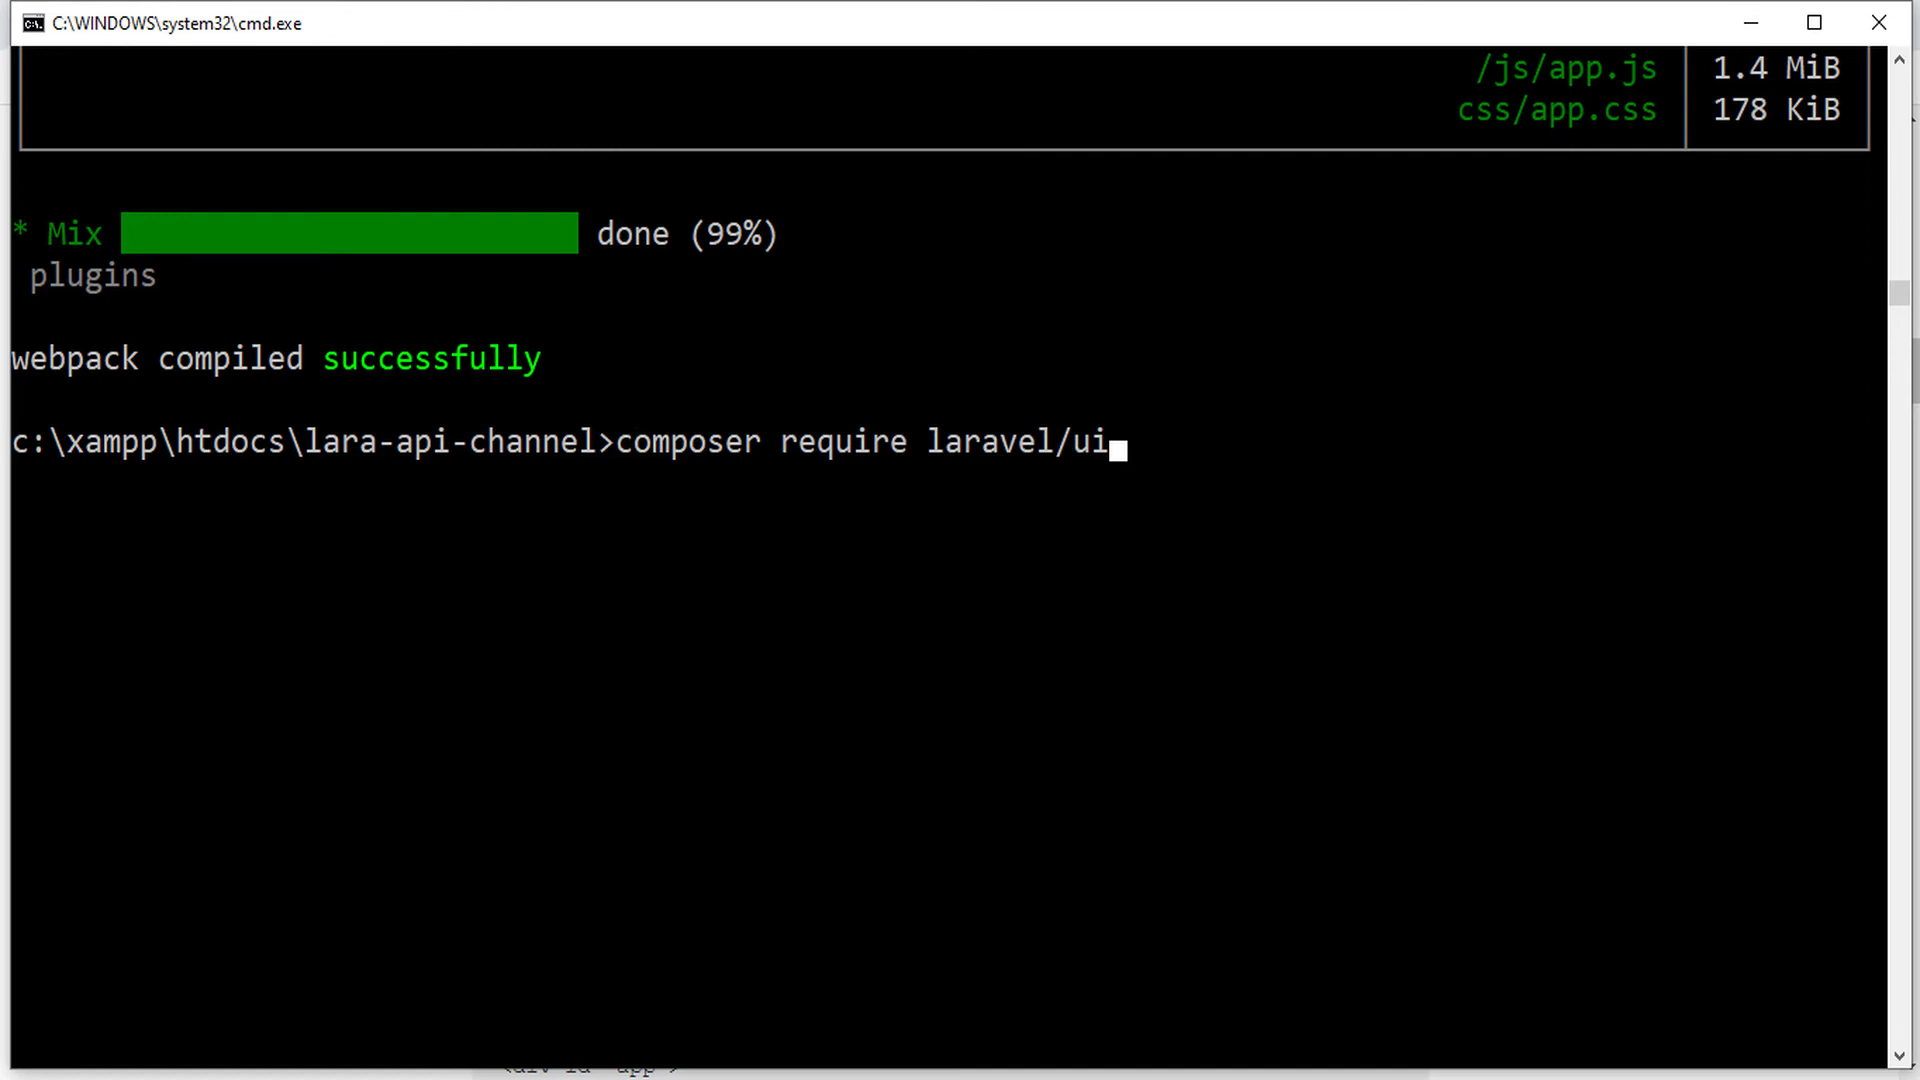 C:\WINDOWS\system32\cmd.exe
/js/app.js 1.4 MiB
css/app.css 178 KiB
* Mix done (99%)
plugins
webpack compiled successfully
c:\xampp\htdocs\lara-api-channel>composer require laravel/ui